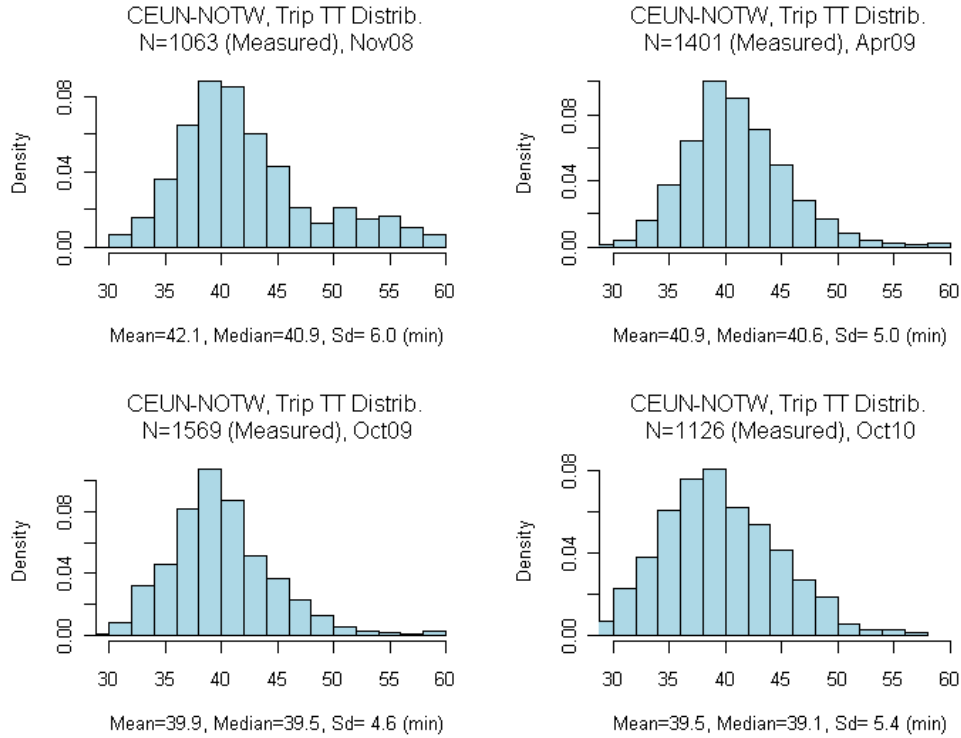 CEUN-NOTW, Trip TT Distrib.
N=1063 (Measured), Nov08
Density
0.00 0.04 0.08
30 35 40 45 50 55 60
Mean=42.1, Median=40.9, Sd= 6.0 (min)
CEUN-NOTW, Trip TT Distrib.
N=1401 (Measured), Apr09
Density
0.00 0.04 0.08
30 35 40 45 50 55 60
Mean=40.9, Median=40.6, Sd= 5.0 (min)
CEUN-NOTW, Trip TT Distrib.
N=1569 (Measured), Oct09
Density
0.00 0.04 0.08
30 35 40 45 50 55 60
Mean=39.9, Median=39.5, Sd= 4.6 (min)
CEUN-NOTW, Trip TT Distrib.
N=1126 (Measured), Oct10
Density
0.00 0.04 0.08
30 35 40 45 50 55 60
Mean=39.5, Median=39.1, Sd= 5.4 (min)